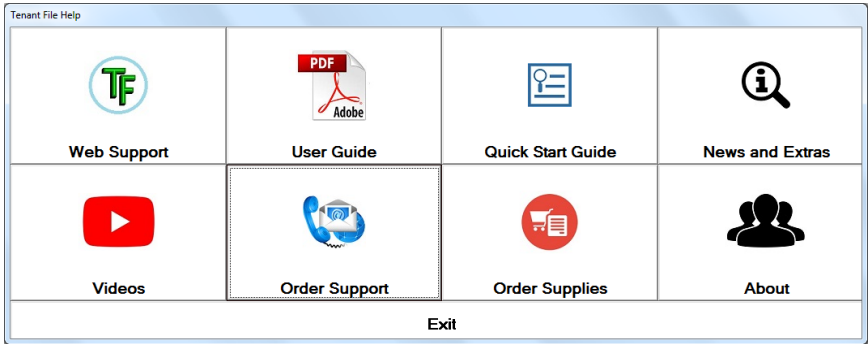 Tenant File Help
TF
PDF
Adobe
Web Support
User Guide
Quick Start Guide
News and Extras
Videos
Order Support
Order Supplies
About
Exit